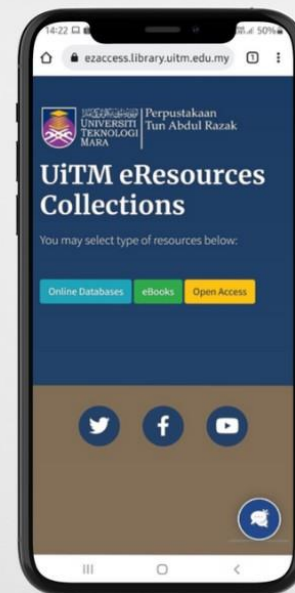 14:22
50%
ezaccess.library.uitm.edu.my
1
UNIVERSITI
TEKNOLOGI
MARA
Perpustakaan
Tun Abdul Razak
UiTM eResources
Collections
You may select type of resources below:
Online Databases
eBooks
Open Access